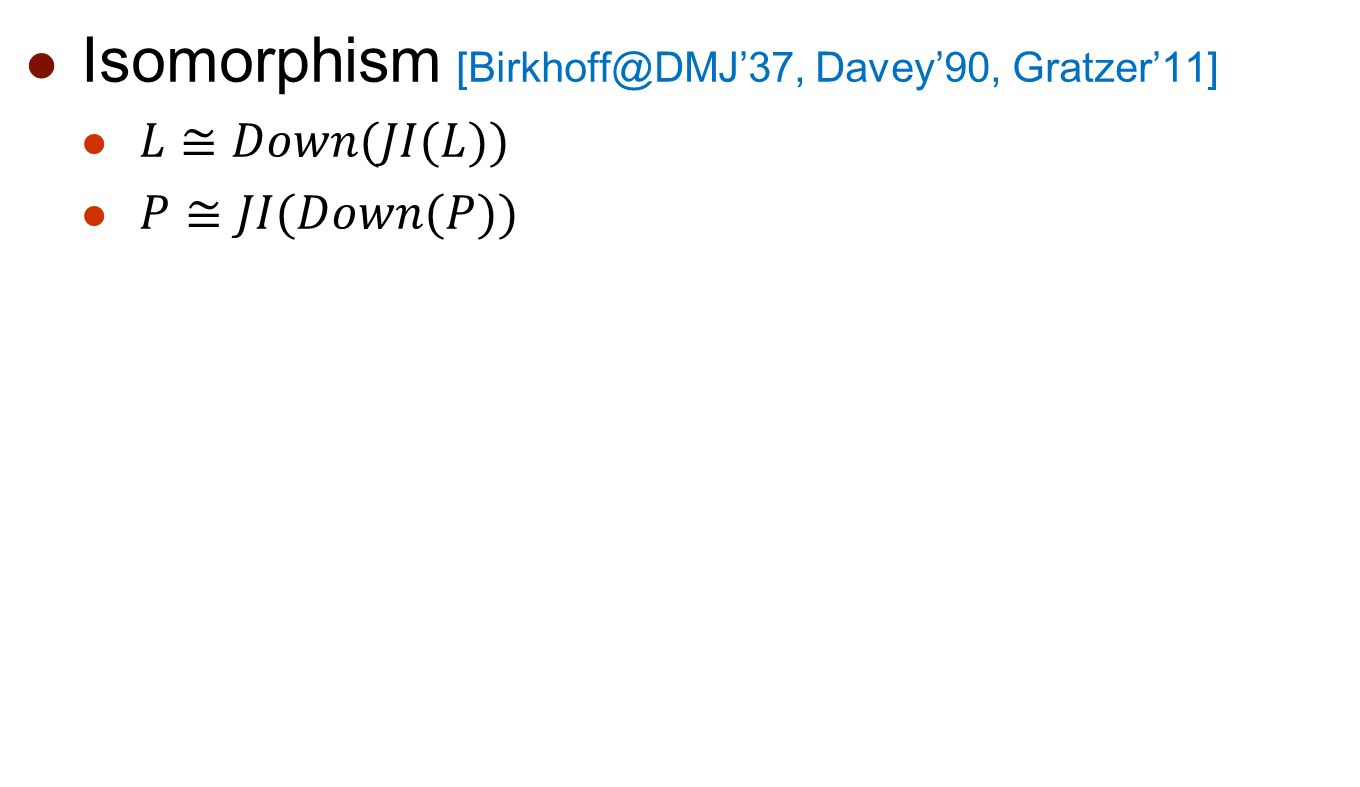 • Isomorphism [Birkhoff@DMJ’37, Davey’90, Gratzer’11]
• L ≅ Down(JI(L))
• P ≅ JI(Down(P))